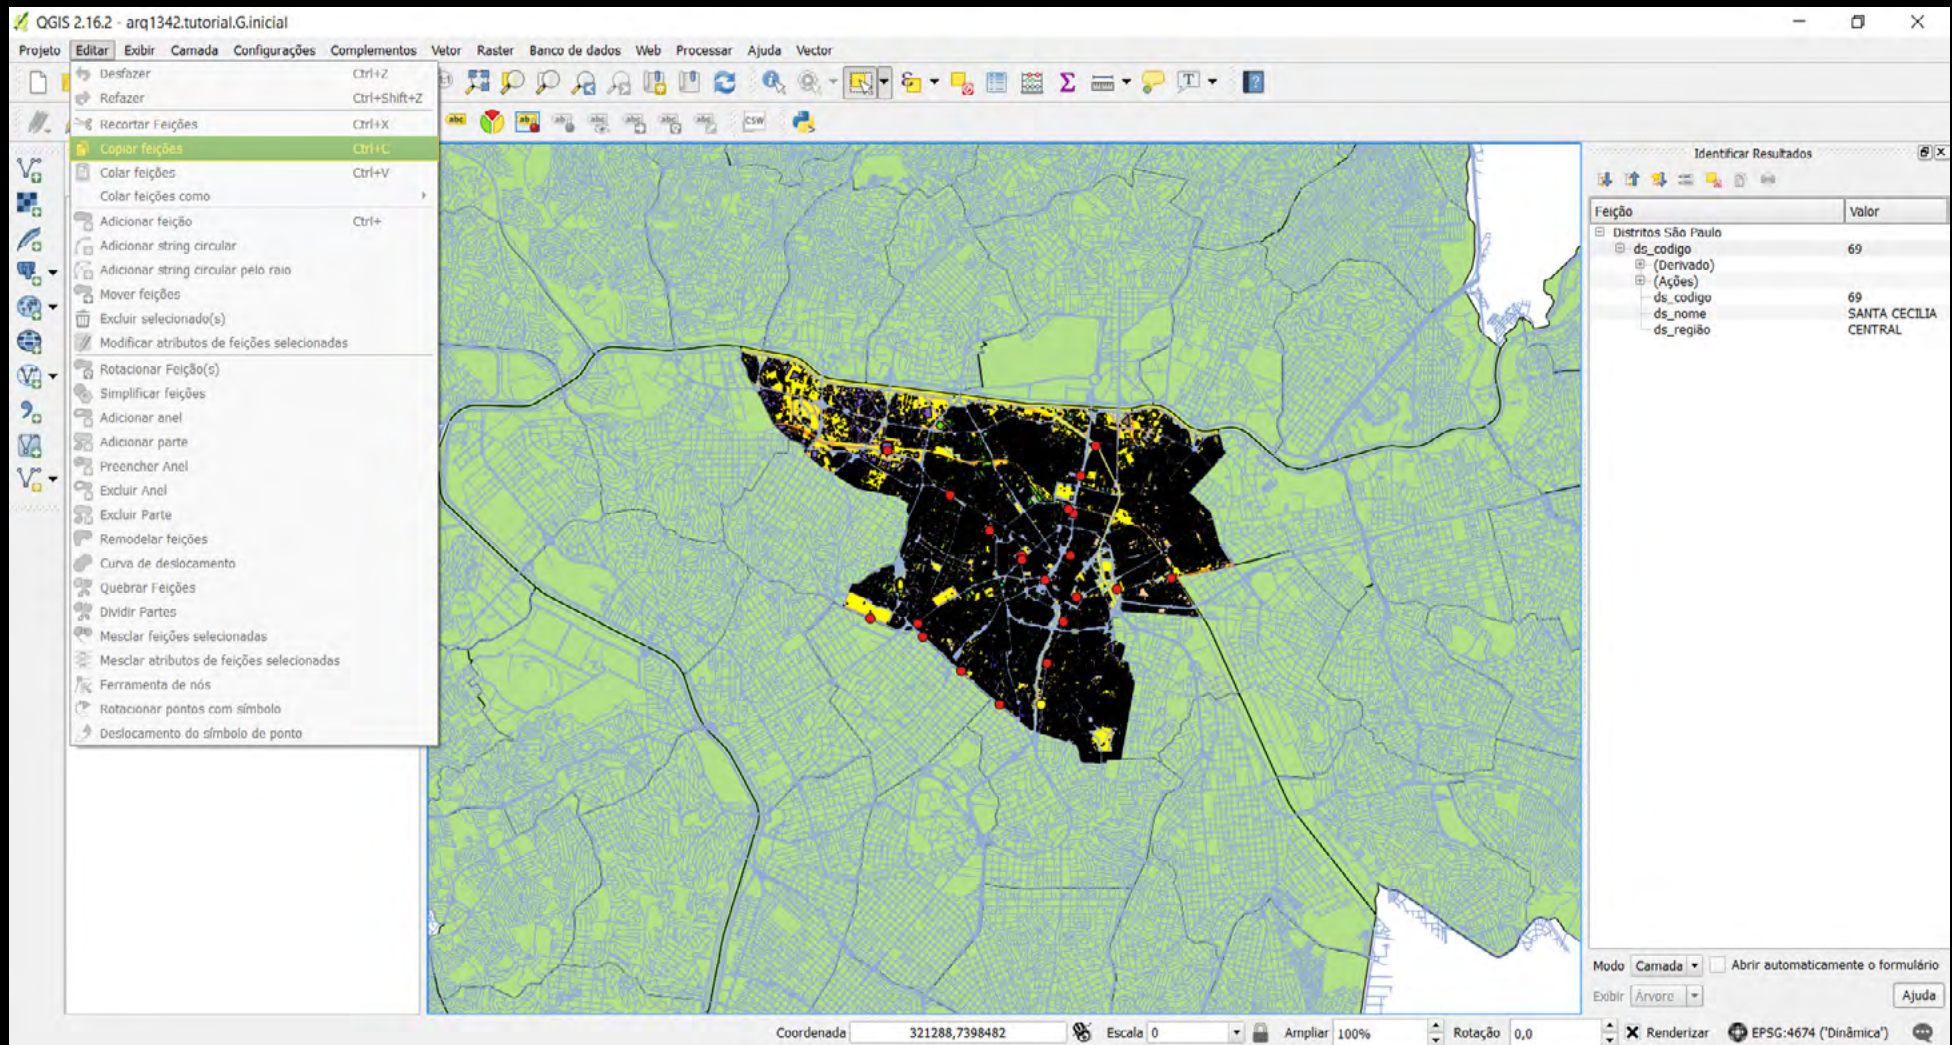 QGIS 2.16.2 - arq1342.tutorial.G.inicial
Projeto Editar Exibir Camada Configurações Complementos Vetor Raster Banco de dados Web Processar Ajuda Vector
Desfazer Ctrl+Z
Refazer Ctrl+Shift+Z
Recortar Feições Ctrl+X
Copiar feições Ctrl+C
Colar feições Ctrl+V
Colar feições como
Adicionar feição Ctrl+
Adicionar string circular
Adicionar string circular pelo raio
Mover feições
Excluir selecionado(s)
Modificar atributos de feições selecionadas
Rotacionar Feição(s)
Simplificar feições
Adicionar anel
Adicionar parte
Preencher Anel
Excluir Anel
Excluir Parte
Remodelar feições
Curva de deslocamento
Quebrar Feições
Dividir Partes
Mesclar feições selecionadas
Mesclar atributos de feições selecionadas
Ferramenta de nós
Rotacionar pontos com símbolo
Deslocamento do símbolo de ponto
abc abc CSW
Identificar Resultados
Feição Valor
Distritos São Paulo
ds_codigo 69
(Derivado)
(Ações)
ds_codigo 69
ds_nome SANTA CECILIA
ds_região CENTRAL
Modo Camada Abrir automaticamente o formulário
Exibir Árvore Ajuda
Coordenada 321288,7398482 Escala 0 Ampliar 100% Rotação 0,0 Renderizar EPSG:4674 ('Dinâmica')